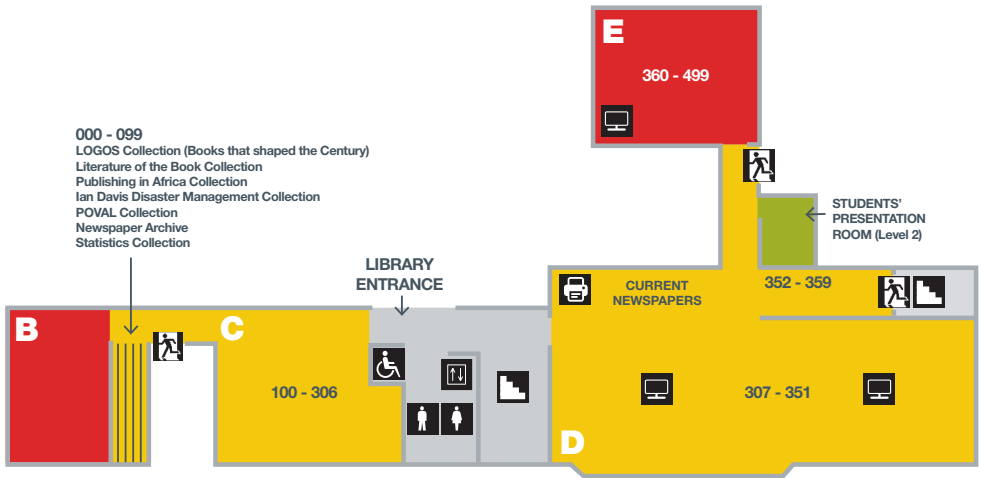 E
360 - 499
000 - 099
LOGOS Collection (Books that shaped the Century)
Literature of the Book Collection
Publishing in Africa Collection
Ian Davis Disaster Management Collection
POVAL Collection
Newspaper Archive
Statistics Collection
STUDENTS'
PRESENTATION
ROOM (Level 2)
LIBRARY
ENTRANCE
CURRENT
NEWSPAPERS
352 - 359
B
C
100 - 306
307 - 351
D